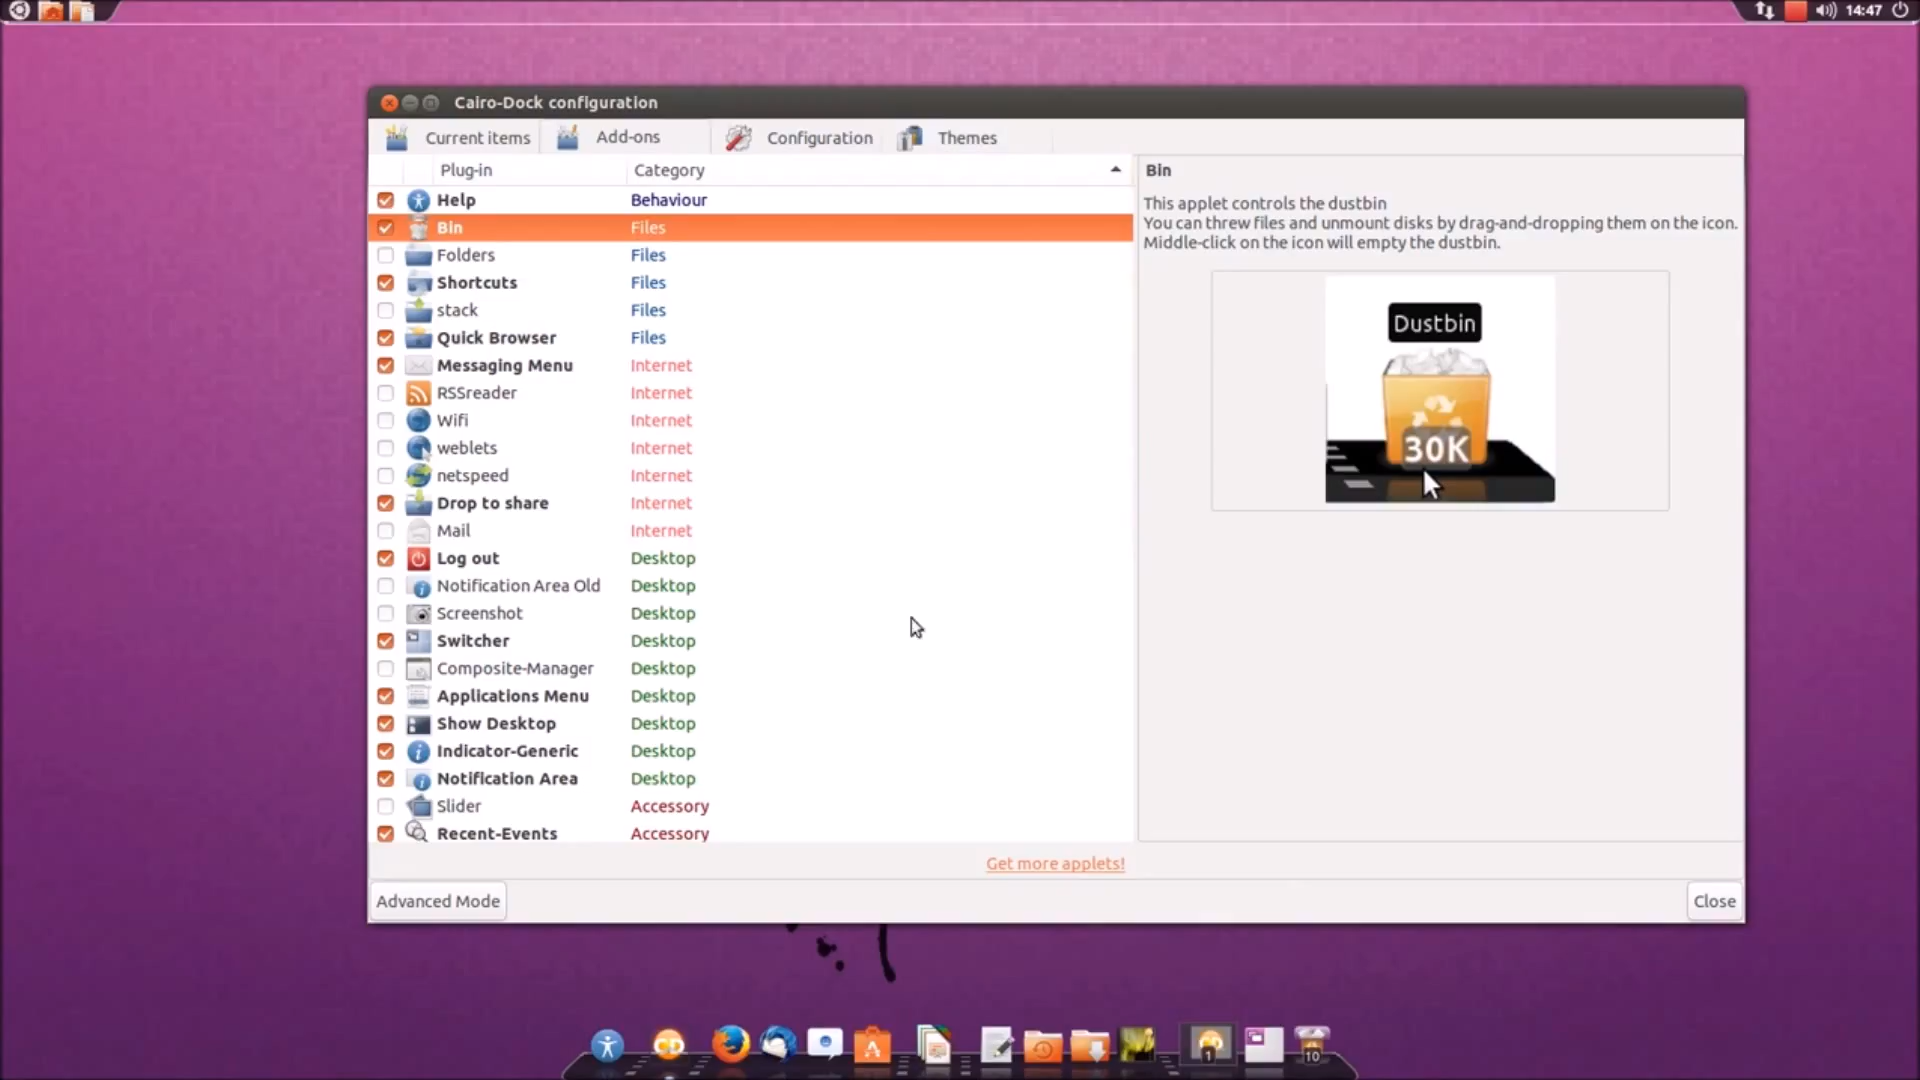 14:47
Cairo-Dock configuration
Current items
Add-ons
Configuration
Themes
Plug-in Category
Help Behaviour
Bin Files
Folders Files
Shortcuts Files
stack Files
Quick Browser Files
Messaging Menu Internet
RSSreader Internet
Wifi Internet
weblets Internet
netspeed Internet
Drop to share Internet
Mail Internet
Log out Desktop
Notification Area Old Desktop
Screenshot Desktop
Switcher Desktop
Composite-Manager Desktop
Applications Menu Desktop
Show Desktop Desktop
Indicator-Generic Desktop
Notification Area Desktop
Slider Accessory
Recent-Events Accessory
Bin
This applet controls the dustbin
You can threw files and unmount disks by drag-and-dropping them on the icon.
Middle-click on the icon will empty the dustbin.
Dustbin
30K
Get more applets!
Advanced Mode
Close
CD
CD
1
10